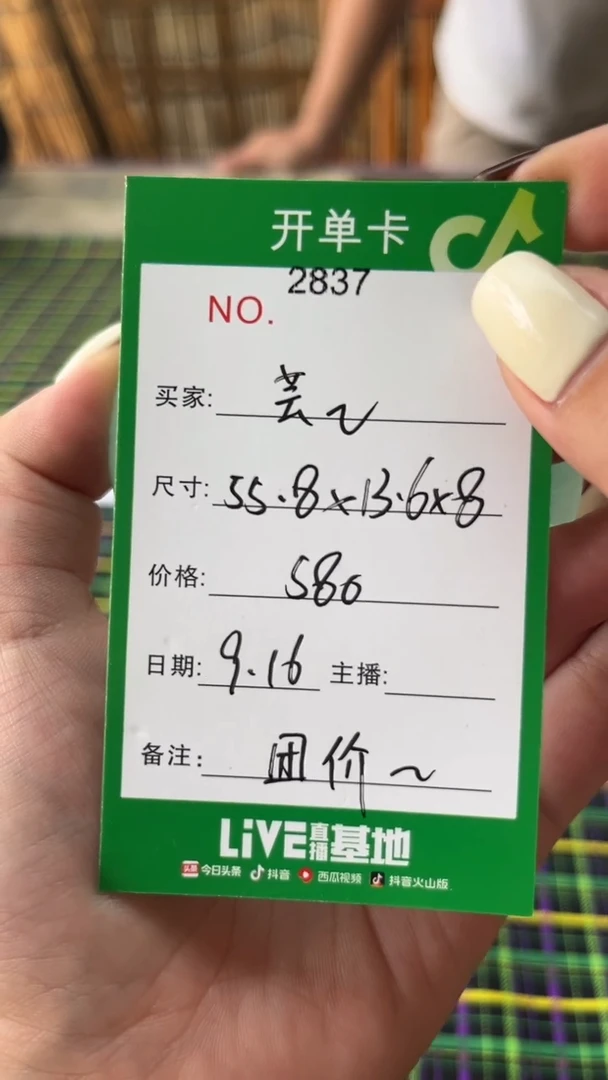 开单卡
2837
NO.
买家: 芸~
尺寸: 55.8x13.6x8
价格: 580
日期: 9.16 主播:
备注: 团价~
LiVE直播基地
头条 今日头条 抖音 西瓜视频 抖音火山版